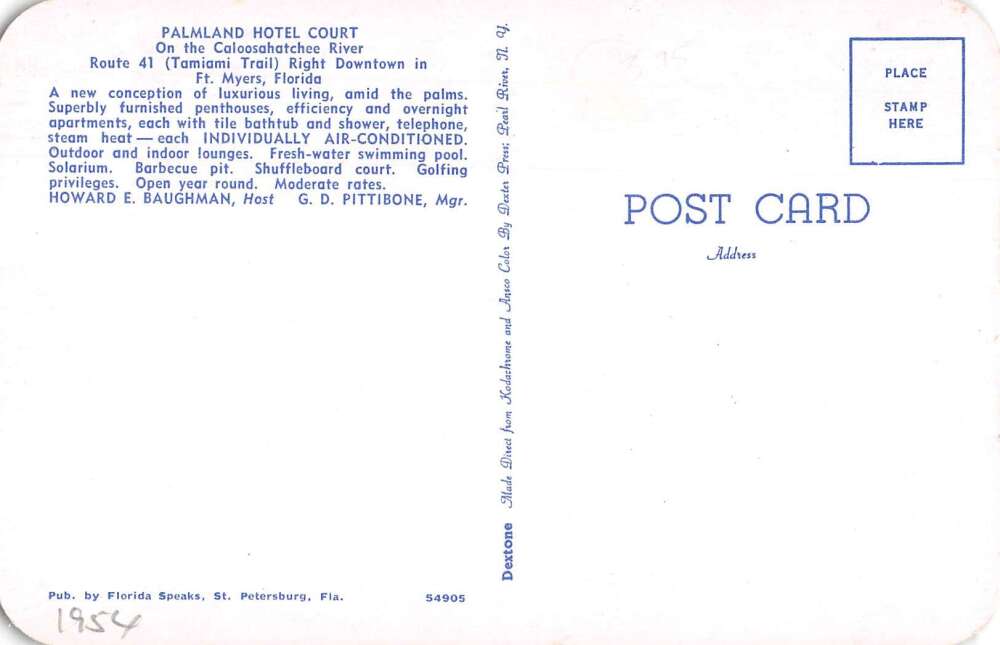 PALMLAND HOTEL COURT
On the Caloosahatchee River
Route 41 (Tamiami Trail) Right Downtown in
Ft. Myers, Florida
A new conception of luxurious living, amid the palms.
Superbly furnished penthouses, efficiency and overnight
apartments, each with tile bathtub and shower, telephone,
steam heat — each INDIVIDUALLY AIR-CONDITIONED.
Outdoor and indoor lounges. Fresh-water swimming pool.
Solarium. Barbecue pit. Shuffleboard court. Golfing
privileges. Open year round. Moderate rates.
HOWARD E. BAUGHMAN, Host G. D. PITTIBONE, Mgr.
Pub. by Florida Speaks, St. Petersburg, Fla. 54905
1954
Dextone Made Direct from Kodachrome and Ansco Color By Dexter Press, Pearl River, N. Y.
PLACE
STAMP
HERE
POST CARD
Address